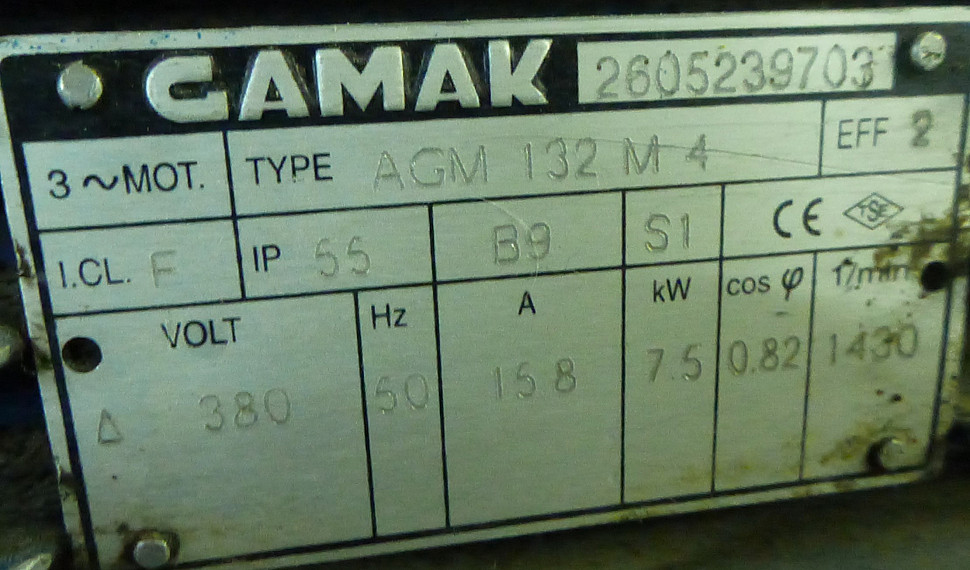 GAMAK 2605239703
3 ~MOT. TYPE AGM 132 M 4 EFF 2
I.CL. F IP 55 B9 S1 CE TSE
VOLT Hz A kW cos φ r/min
Δ 380 50 15.8 7.5 0.82 1430